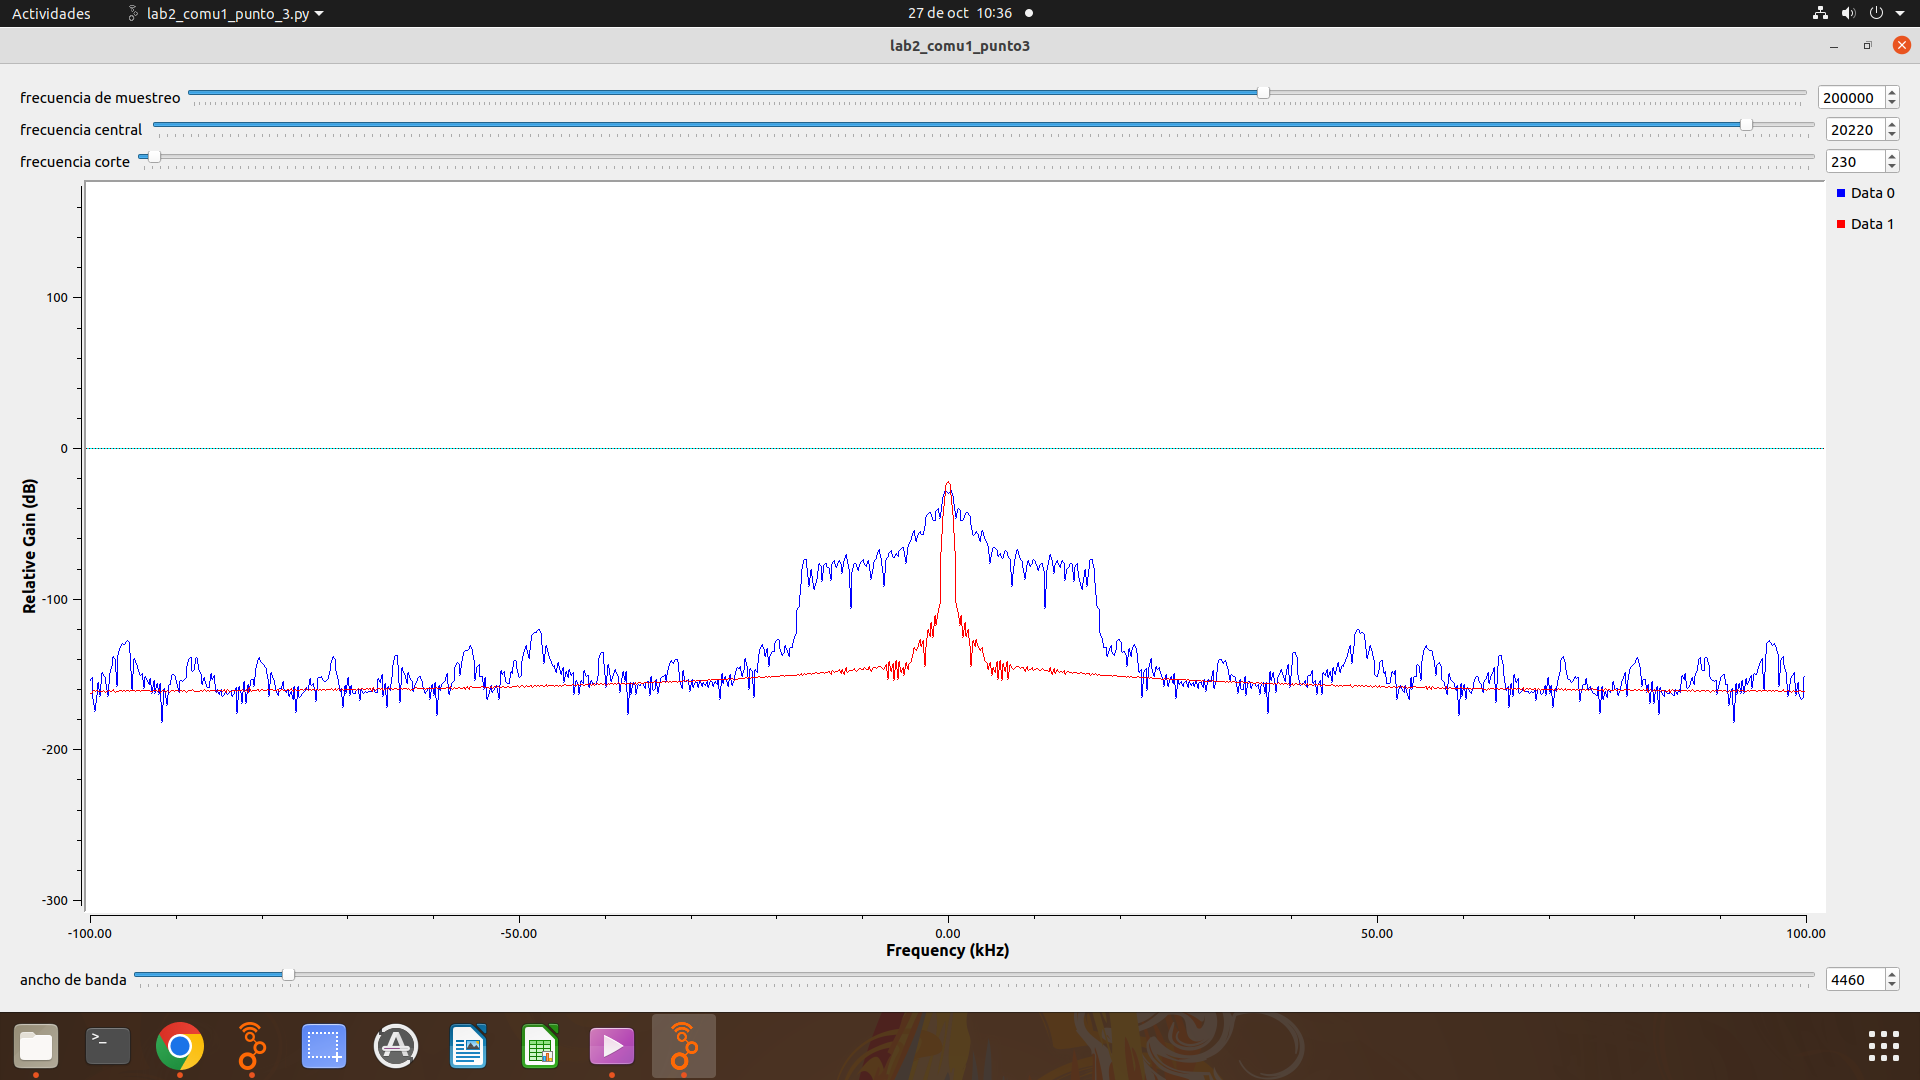 Actividades
lab2_comu1_punto_3.py
27 de oct 10:36
lab2_comu1_punto3
frecuencia de muestreo
200000
frecuencia central
20220
frecuencia corte
230
Data 0
Data 1
100
0
-100
-200
-300
Relative Gain (dB)
-100.00
-50.00
0.00
50.00
100.00
Frequency (kHz)
ancho de banda
4460
>_